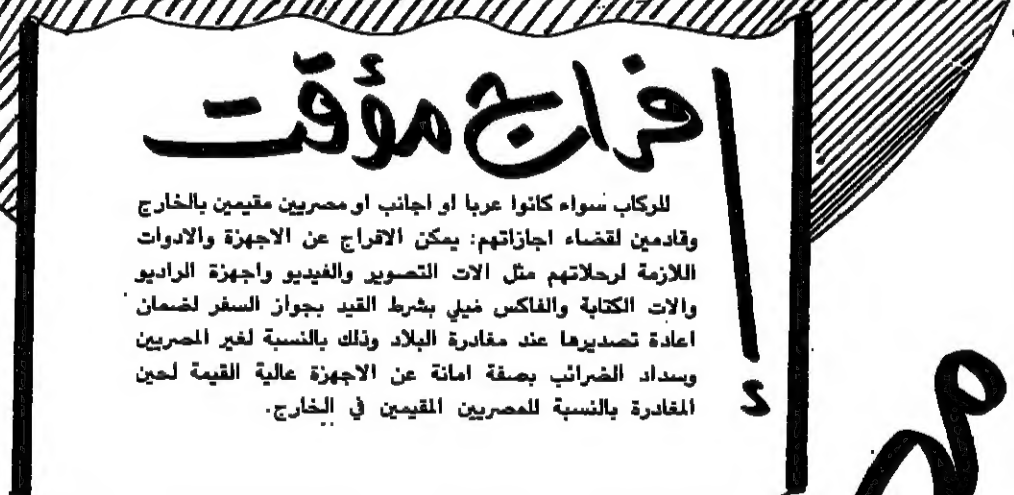 إفراج مؤقت
للركاب سواء كانوا عربا او اجانب او مصريين مقيمين بالخارج
وقادمين لقضاء اجازاتهم: يمكن الافراج عن الاجهزة والادوات
اللازمة لرحلاتهم مثل الات التصوير والفيديو واجهزة الراديو
والات الكتابة والفاكس ميلي بشرط القيد بجواز السفر لضمان
اعادة تصديرها عند مغادرة البلاد وذلك بالنسبة لغير المصريين
وسداد الضرائب بصفة امانة عن الاجهزة عالية القيمة لحين
المغادرة بالنسبة للمصريين المقيمين في الخارج.